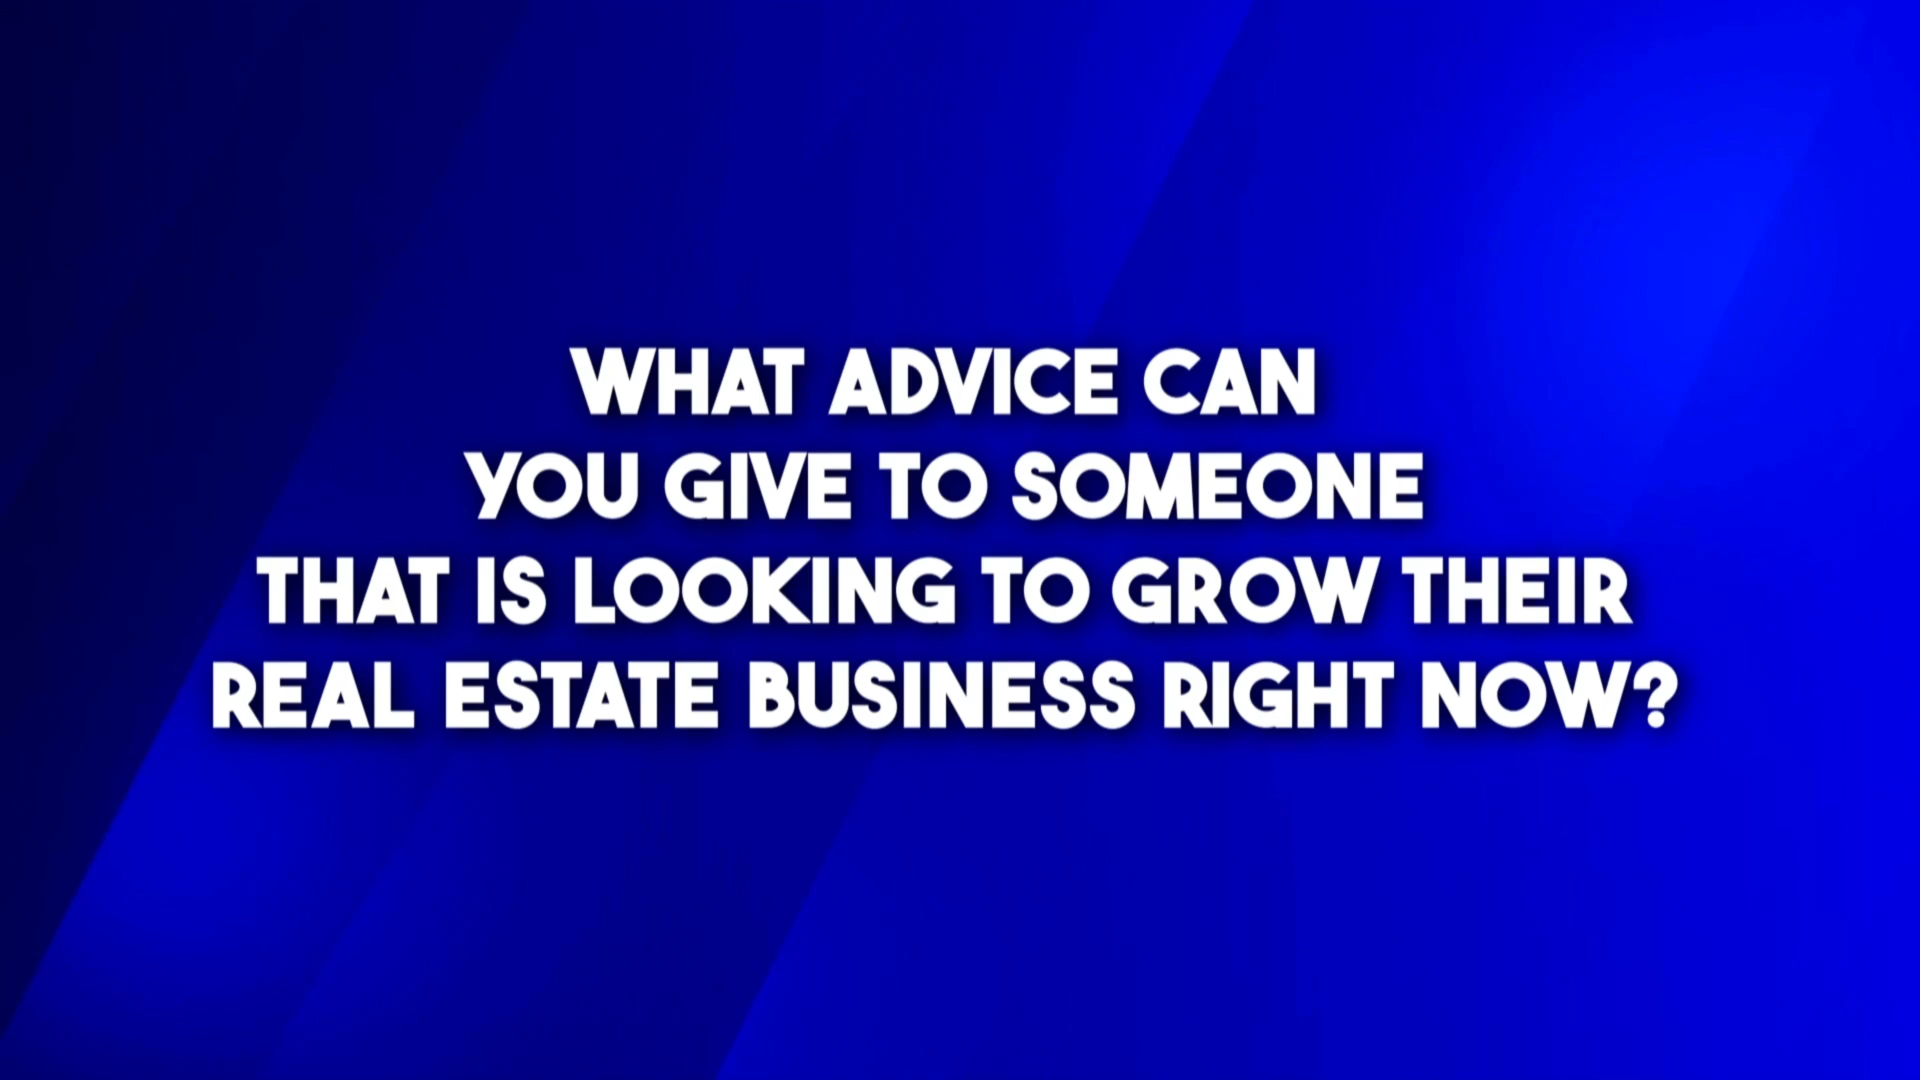 WHAT ADVICE CAN
YOU GIVE TO SOMEONE
THAT IS LOOKING TO GROW THEIR
REAL ESTATE BUSINESS RIGHT NOW?